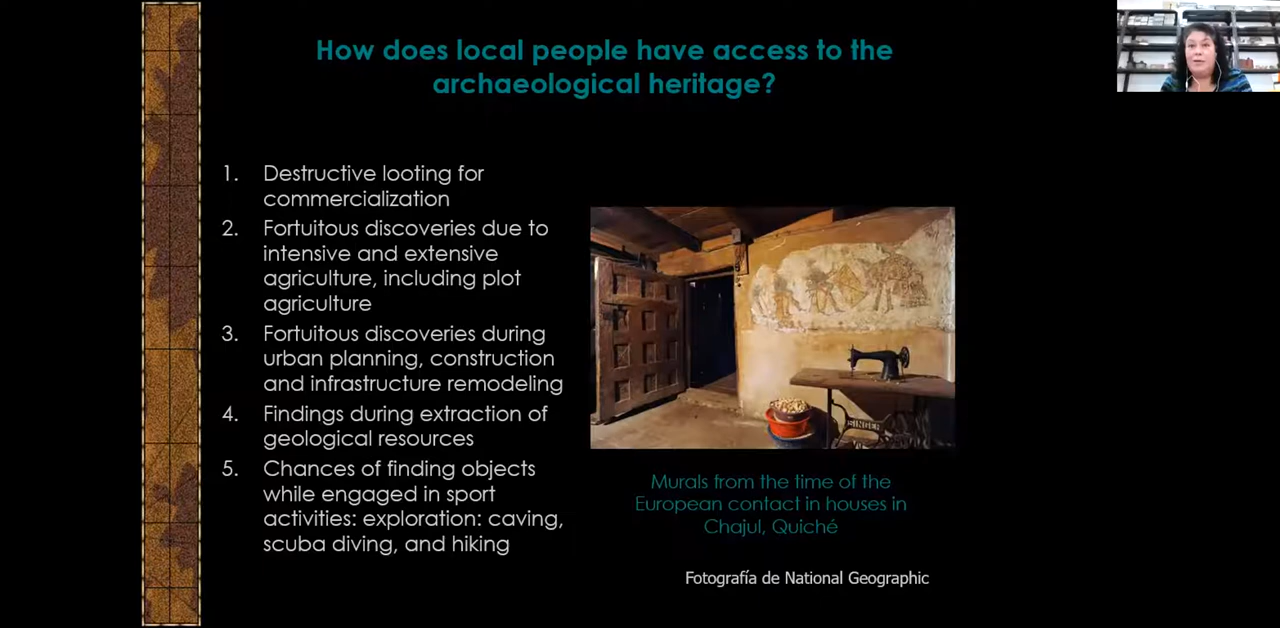 How does local people have access to the
archaeological heritage?
1. Destructive looting for
commercialization
2. Fortuitous discoveries due to
intensive and extensive
agriculture, including plot
agriculture
3. Fortuitous discoveries during
urban planning, construction
and infrastructure remodeling
4. Findings during extraction of
geological resources
5. Chances of finding objects
while engaged in sport
activities: exploration: caving,
scuba diving, and hiking
SINGER
Murals from the time of the
European contact in houses in
Chajul, Quiché
Fotografía de National Geographic